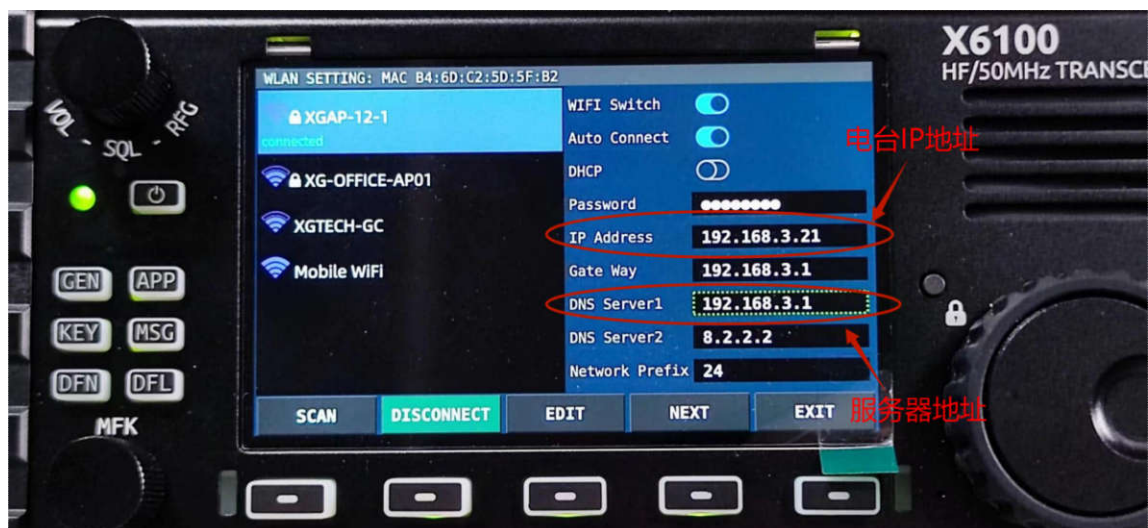 X6100
HF/50MHz TRANSC
WLAN SETTING: MAC B4:6D:C2:5D:5F:B2
XGAP-12-1
connected
XG-OFFICE-AP01
XGTECH-GC
Mobile WiFi
WIFI Switch
Auto Connect
DHCP
Password
IP Address 192.168.3.21
Gate Way 192.168.3.1
DNS Server1 192.168.3.1
DNS Server2 8.2.2.2
Network Prefix 24
电台IP地址
服务器地址
SCAN DISCONNECT EDIT NEXT EXIT
VOL - SQL - RFG
GEN APP
KEY MSG
DFN DFL
MFK